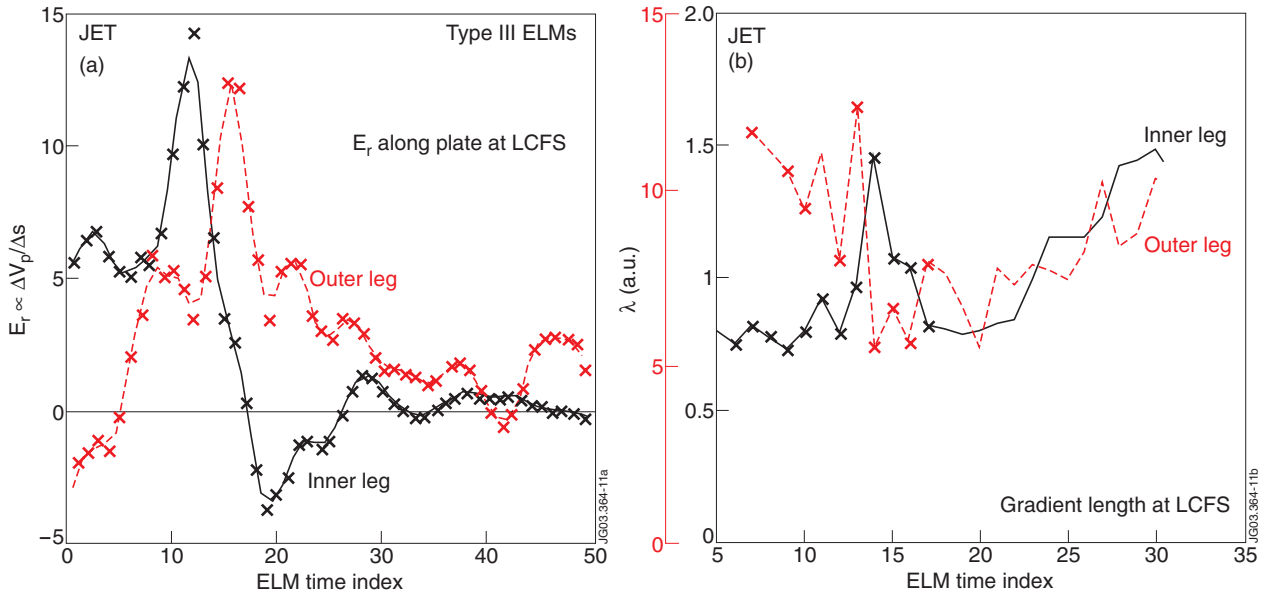 JET
(a)
Type III ELMs
E_r along plate at LCFS
Outer leg
Inner leg
E_r ∝ ΔV_p/Δs
15
10
5
0
−5
0
10
20
30
40
50
ELM time index
JG03.364-11a
JET
(b)
Inner leg
Outer leg
Gradient length at LCFS
λ (a.u.)
15
10
5
0
2.0
1.5
1
0.5
0
5
10
15
20
25
30
35
ELM time index
JG03.364-11b